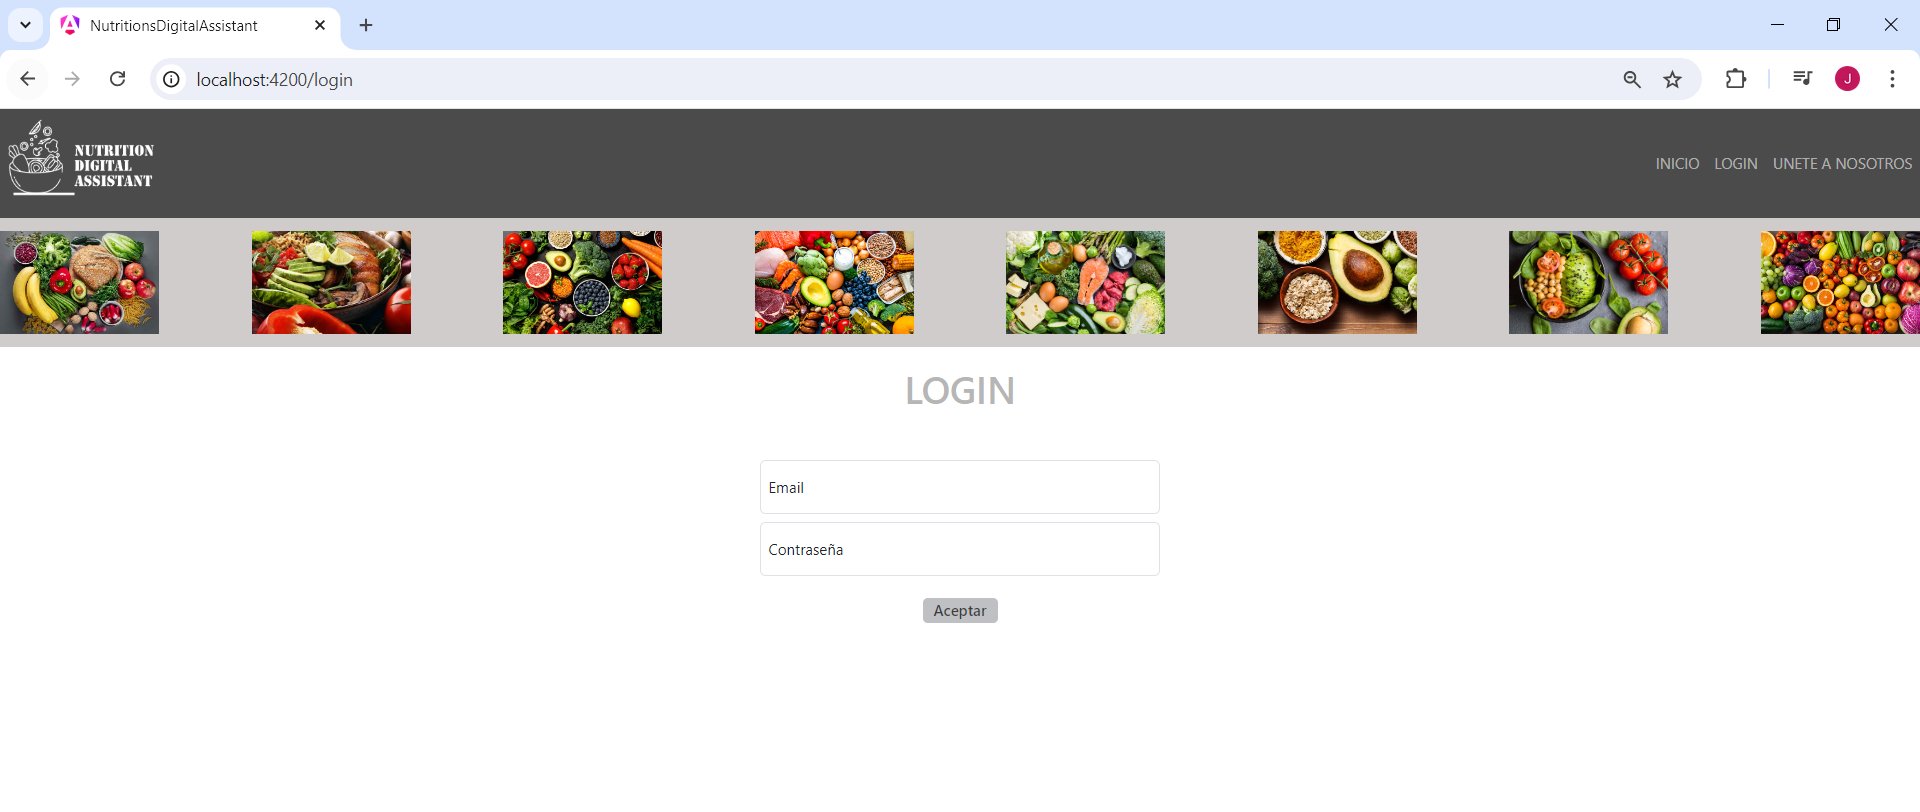 NutritionsDigitalAssistant
localhost:4200/login
J
NUTRITION
DIGITAL
ASSISTANT
INICIO LOGIN UNETE A NOSOTROS
LOGIN
Email
Contraseña
Aceptar